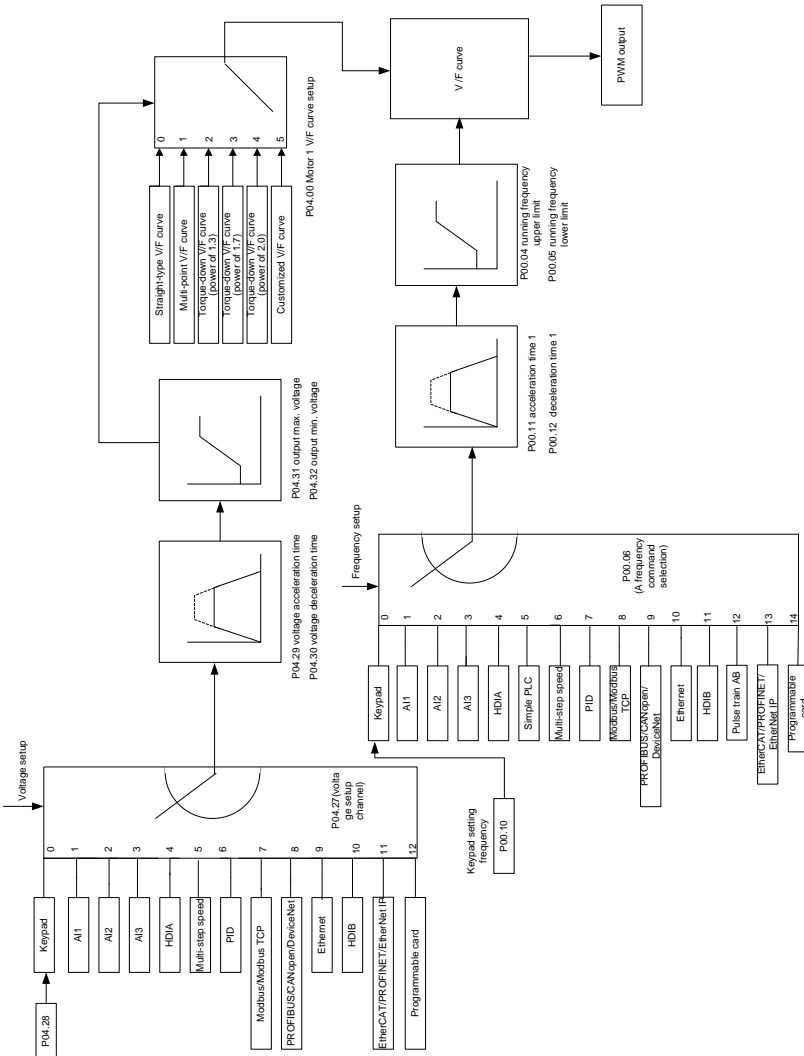 Voltage setup
P04.28
Keypad
AI1
AI2
AI3
HDIA
Multi-step speed
PID
Modbus/Modbus TCP
PROFIBUS/CANopen/DeviceNet
Ethernet
HDIB
EtherCAT/PROFINET/EtherNet IP
Programmable card
0
1
2
3
4
5
6
7
8
9
10
11
12
P04.27(volta
ge setup
channel)
P04.29 voltage acceleration time
P04.30 voltage deceleration time
P04.31 output max. voltage
P04.32 output min. voltage
Straight-type V/F curve
Multi-point V/F curve
Torque-down V/F curve
(power of 1.3)
Torque-down V/F curve
(power of 1.7)
Torque-down V/F curve
(power of 2.0)
Customized V/F curve
0
1
2
3
4
5
P04.00 Motor 1 V/F curve setup
Frequency setup
Keypad setting
frequency
P00.10
Keypad
AI1
AI2
AI3
HDIA
Simple PLC
Multi-step speed
PID
Modbus/Modbus
TCP
PROFIBUS/CANopen/
DeviceNet
Ethernet
HDIB
Pulse train AB
EtherCAT/PROFINET/
EtherNet IP
Programmable
card
0
1
2
3
4
5
6
7
8
9
10
11
12
13
14
P00.06
(A frequency
command
selection)
P00.11 acceleration time 1
P00.12 deceleration time 1
P00.04 running frequency
upper limit
P00.05 running frequency
lower limit
V/F curve
PWM output